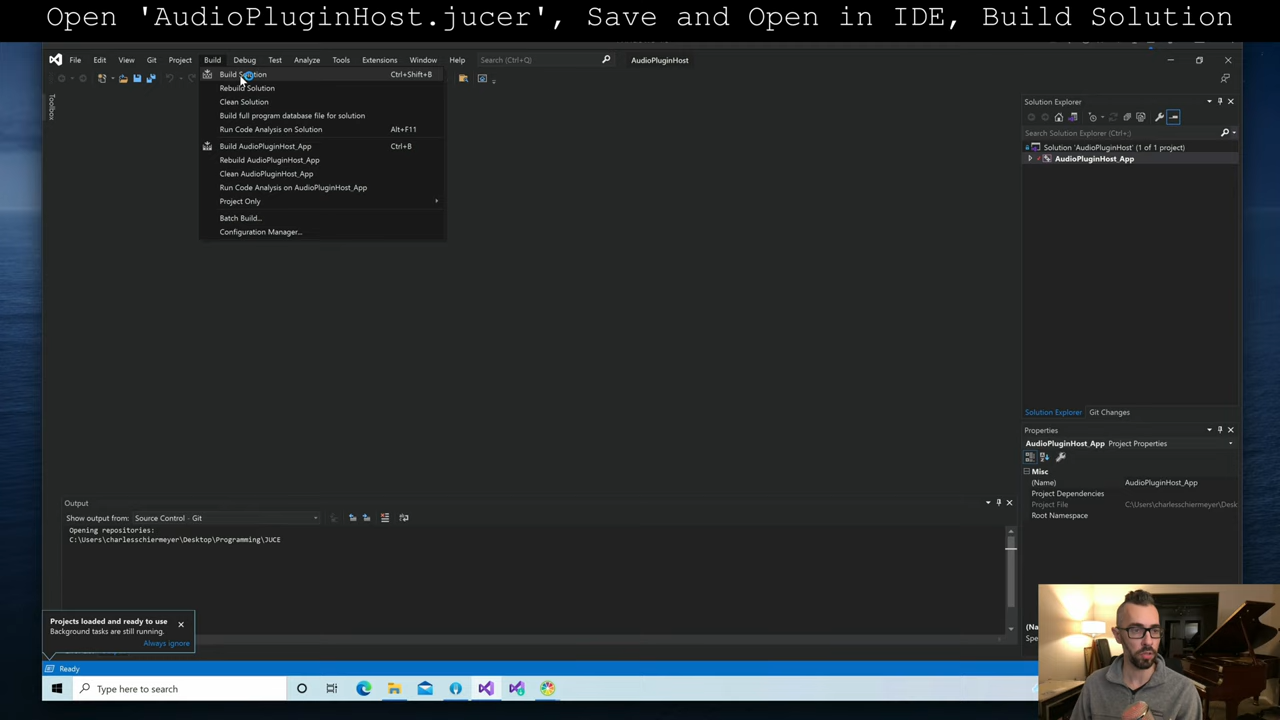 Open 'AudioPluginHost.jucer', Save and Open in IDE, Build Solution
File Edit View Git Project Build Debug Test Analyze Tools Extensions Window Help Search (Ctrl+Q) AudioPluginHost
Build Solution Ctrl+Shift+B
Rebuild Solution
Clean Solution
Build full program database file for solution
Run Code Analysis on Solution Alt+F11
Build AudioPluginHost_App Ctrl+B
Rebuild AudioPluginHost_App
Clean AudioPluginHost_App
Run Code Analysis on AudioPluginHost_App
Project Only
Batch Build...
Configuration Manager...
Toolbox
Solution Explorer
Search Solution Explorer (Ctrl+;)
Solution 'AudioPluginHost' (1 of 1 project)
AudioPluginHost_App
Solution Explorer Git Changes
Properties
AudioPluginHost_App Project Properties
Misc
(Name) AudioPluginHost_App
Project Dependencies
Project File C:\Users\charlesschiermeyer\Desk
Root Namespace
Output
Show output from: Source Control - Git
Opening repositories:
C:\Users\charlesschiermeyer\Desktop\Programming\JUCE
Projects loaded and ready to use
Background tasks are still running.
Always ignore
Ready
Type here to search